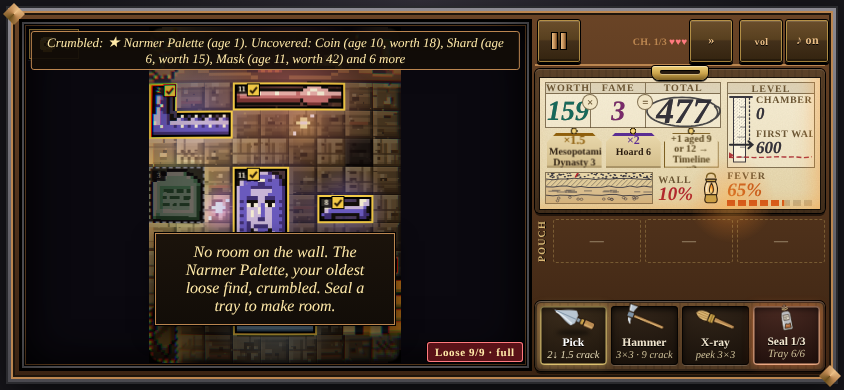 Crumbled: ★ Narmer Palette (age 1). Uncovered: Coin (age 10, worth 18), Shard (age
6, worth 15), Mask (age 11, worth 42) and 6 more
11
11
No room on the wall. The
Narmer Palette, your oldest
loose find, crumbled. Seal a
tray to make room.
Loose 9/9 · full
CH. 1/3 ♥♥♥
»
vol
♪ on
WORTH FAME TOTAL
159 × 3 = 477
×1.5
Mesopotami
Dynasty 3
×2
Hoard 6
+1 aged 9
or 12 →
Timeline
LEVEL
CHAMBER
0
FIRST WAL
600
WALL
10%
FEVER
65%
POUCH
— — —
Pick
2↓ 1.5 crack
Hammer
3×3 · 9 crack
X-ray
peek 3×3
Seal 1/3
Tray 6/6